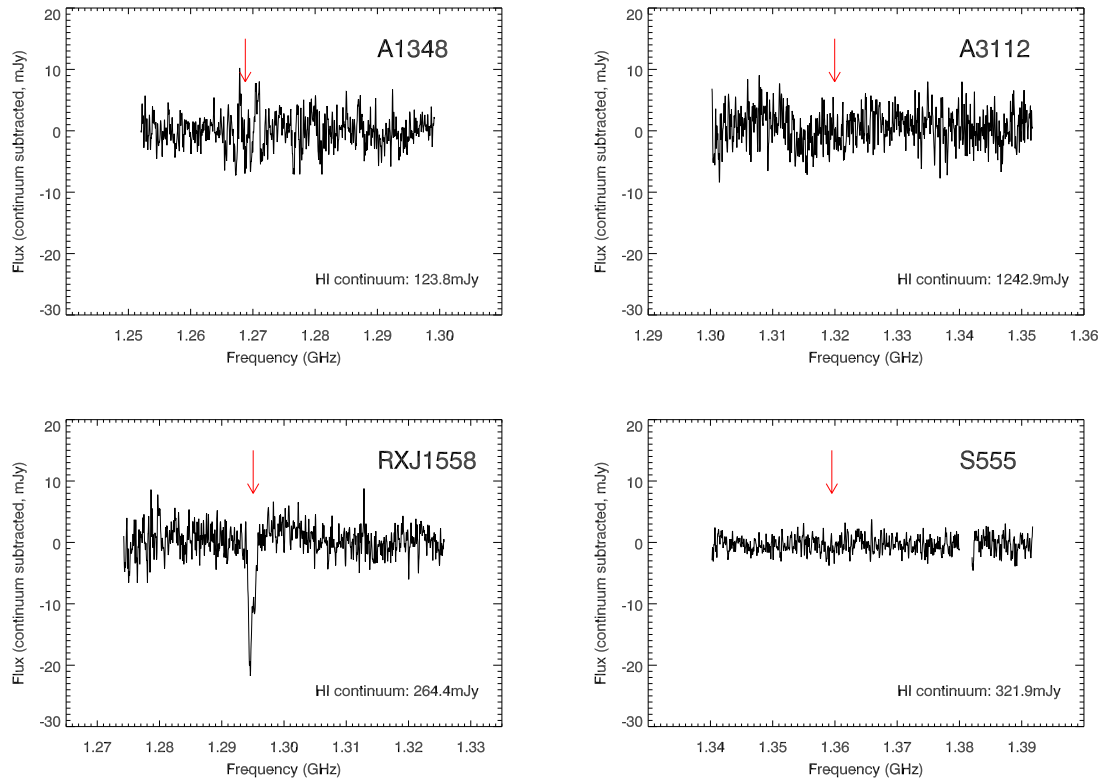 A1348
20
10
0
-10
-20
-30
Flux (continuum subtracted, mJy)
HI continuum: 123.8mJy
1.25 1.26 1.27 1.28 1.29 1.30
Frequency (GHz)
A3112
20
10
0
-10
-20
-30
Flux (continuum subtracted, mJy)
HI continuum: 1242.9mJy
1.29 1.30 1.31 1.32 1.33 1.34 1.35 1.36
Frequency (GHz)
RXJ1558
20
10
0
-10
-20
-30
Flux (continuum subtracted, mJy)
HI continuum: 264.4mJy
1.27 1.28 1.29 1.30 1.31 1.32 1.33
Frequency (GHz)
S555
20
10
0
-10
-20
-30
Flux (continuum subtracted, mJy)
HI continuum: 321.9mJy
1.34 1.35 1.36 1.37 1.38 1.39
Frequency (GHz)